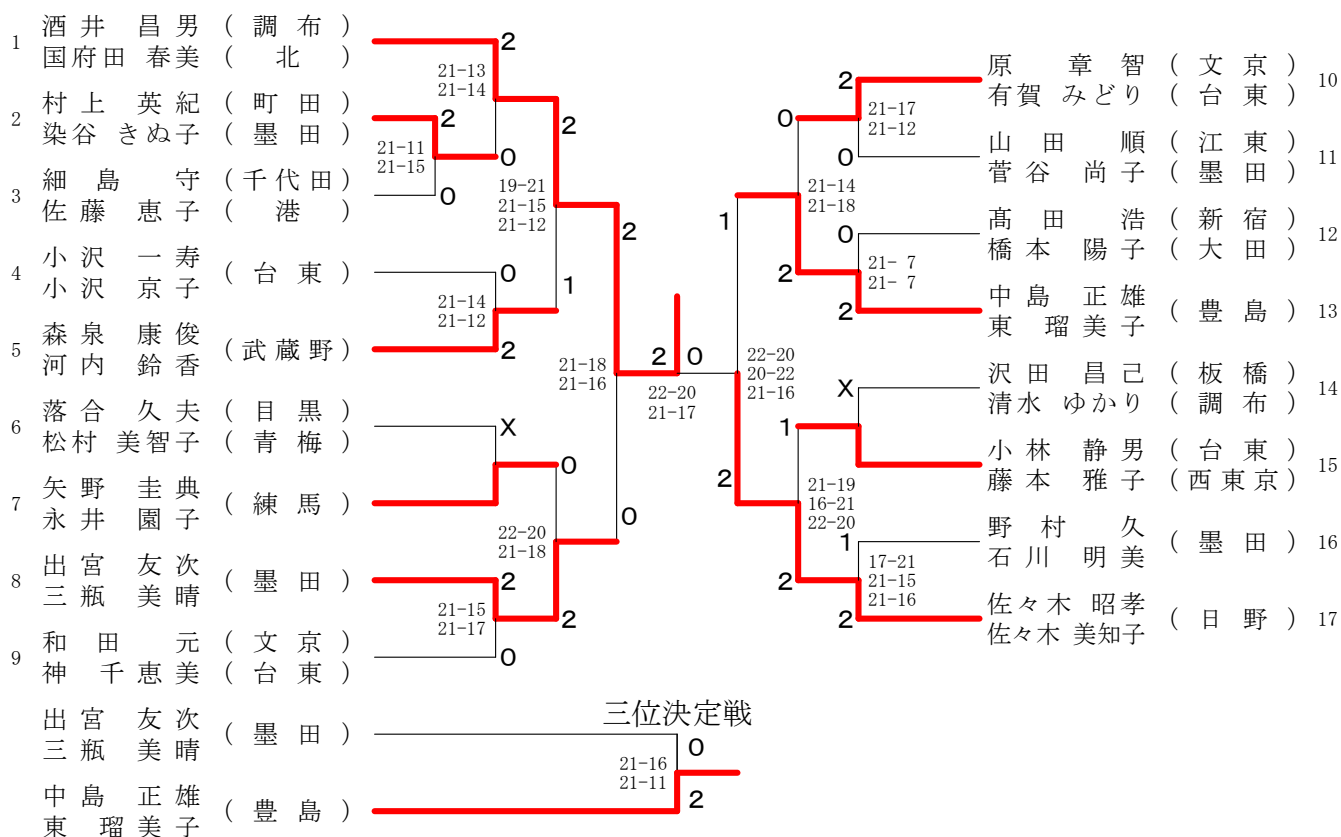 1 酒井 昌男 ( 調布 )
国府田 春美 ( 北 )
2 村上 英紀 ( 町田 )
染谷 きぬ子 ( 墨田 )
3 細島 守 ( 千代田 )
佐藤 恵子 ( 港 )
4 小沢 一寿
小沢 京子
( 台東 )
5 森泉 康俊
河内 鈴香
( 武蔵野 )
6 落合 久夫 ( 目黒 )
松村 美智子 ( 青梅 )
7 矢野 圭典
永井 園子
( 練馬 )
8 出宮 友次
三瓶 美晴
( 墨田 )
9 和田 元 ( 文京 )
神 千恵美 ( 台東 )
2
21-13
21-14
0
2
21-11
21-15
0
2
19-21
21-15
21-12
1
0
21-14
21-12
2
2
21-18
21-16
0
X
0
22-20
21-18
2
2
21-15
21-17
0
2 0
22-20
21-17
1
22-20
20-22
21-16
2
0
21-14
21-18
2
2
21-17
21-12
0
0
21- 7
21- 7
2
X
1
21-19
16-21
22-20
2
1
17-21
21-15
21-16
2
原 章智 ( 文京 ) 10
有賀 みどり ( 台東 )
山田 順 ( 江東 ) 11
菅谷 尚子 ( 墨田 )
髙田 浩 ( 新宿 ) 12
橋本 陽子 ( 大田 )
中島 正雄
東 瑠美子
( 豊島 ) 13
沢田 昌己 ( 板橋 ) 14
清水 ゆかり ( 調布 )
小林 静男 ( 台東 ) 15
藤本 雅子 ( 西東京 )
野村 久
石川 明美
( 墨田 ) 16
佐々木 昭孝
佐々木 美知子
( 日野 ) 17
三位決定戦
出宮 友次
三瓶 美晴
( 墨田 )
0
21-16
21-11
2
中島 正雄
東 瑠美子
( 豊島 )